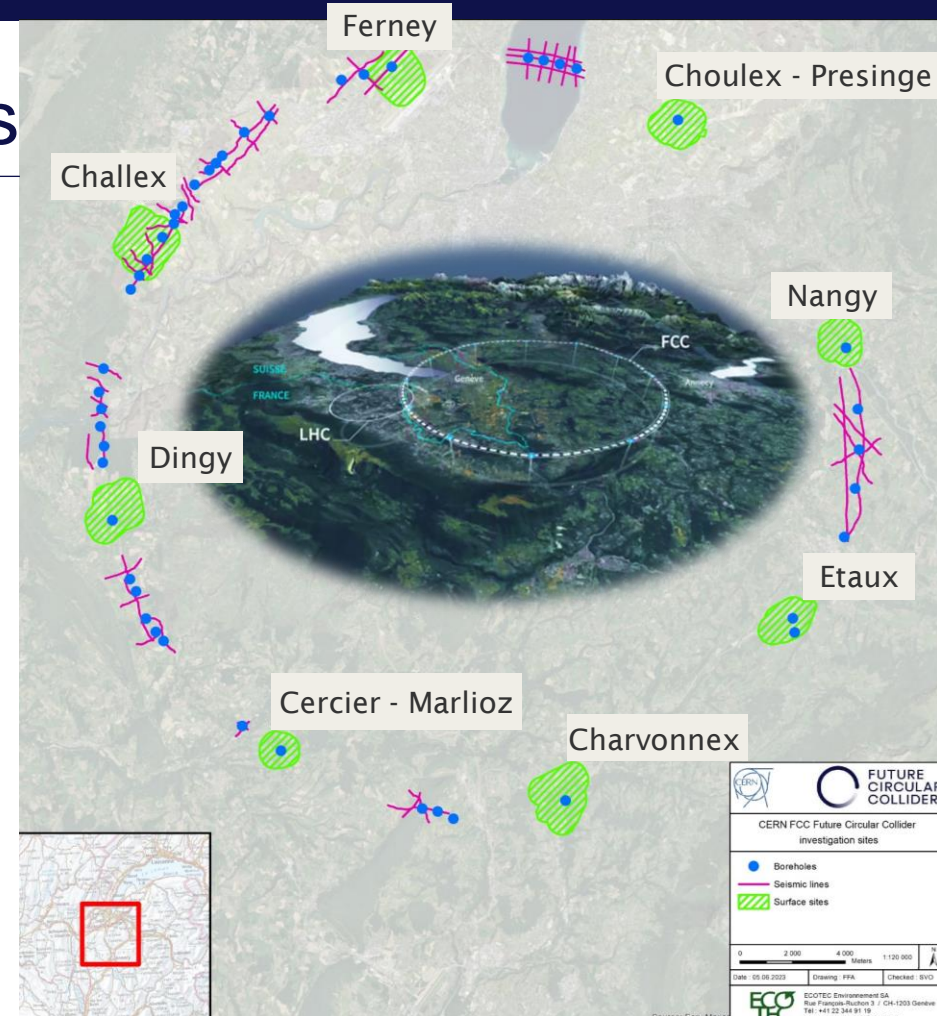 s
Ferney
Choulex - Presinge
Challex
Nangy
FCC
SUISSE
FRANCE
Genève
Annecy
LHC
Dingy
Etaux
Cercier - Marlioz
Charvonnex
CERN
FUTURE
CIRCULAR
COLLIDER
CERN FCC Future Circular Collider
investigation sites
Boreholes
Seismic lines
Surface sites
0 2 000 4 000
Meters
1:120 000
N
Date : 05.06.2023 Drawing : FFA Checked : SVO
ECOTEC
ECOTEC Environnement SA
Rue François-Ruchon 3 / CH-1203 Genève
Tél : +41 22 344 91 19